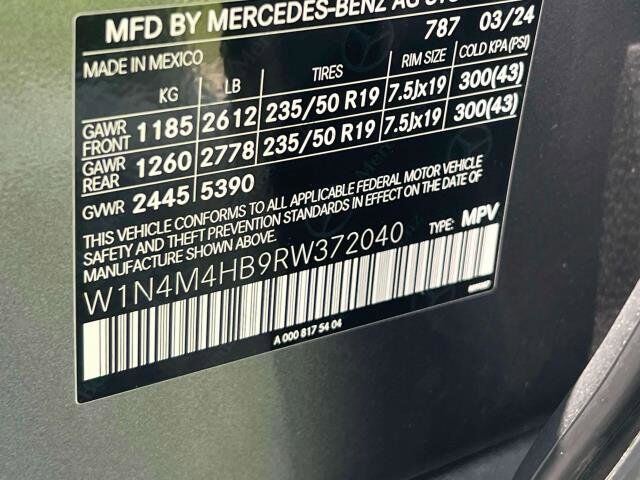 MFD BY MERCEDES-BENZ AG
787 03/24
MADE IN MEXICO
KG LB TIRES RIM SIZE COLD KPA(PSI)
GAWR FRONT 1185 2612 235/50 R19 7.5Jx19 300(43)
GAWR REAR 1260 2778 235/50 R19 7.5Jx19 300(43)
GVWR 2445 5390
THIS VEHICLE CONFORMS TO ALL APPLICABLE FEDERAL MOTOR VEHICLE
SAFETY AND THEFT PREVENTION STANDARDS IN EFFECT ON THE DATE OF
MANUFACTURE SHOWN ABOVE.
TYPE: MPV
W1N4M4HB9RW372040
A 000 817 54 04